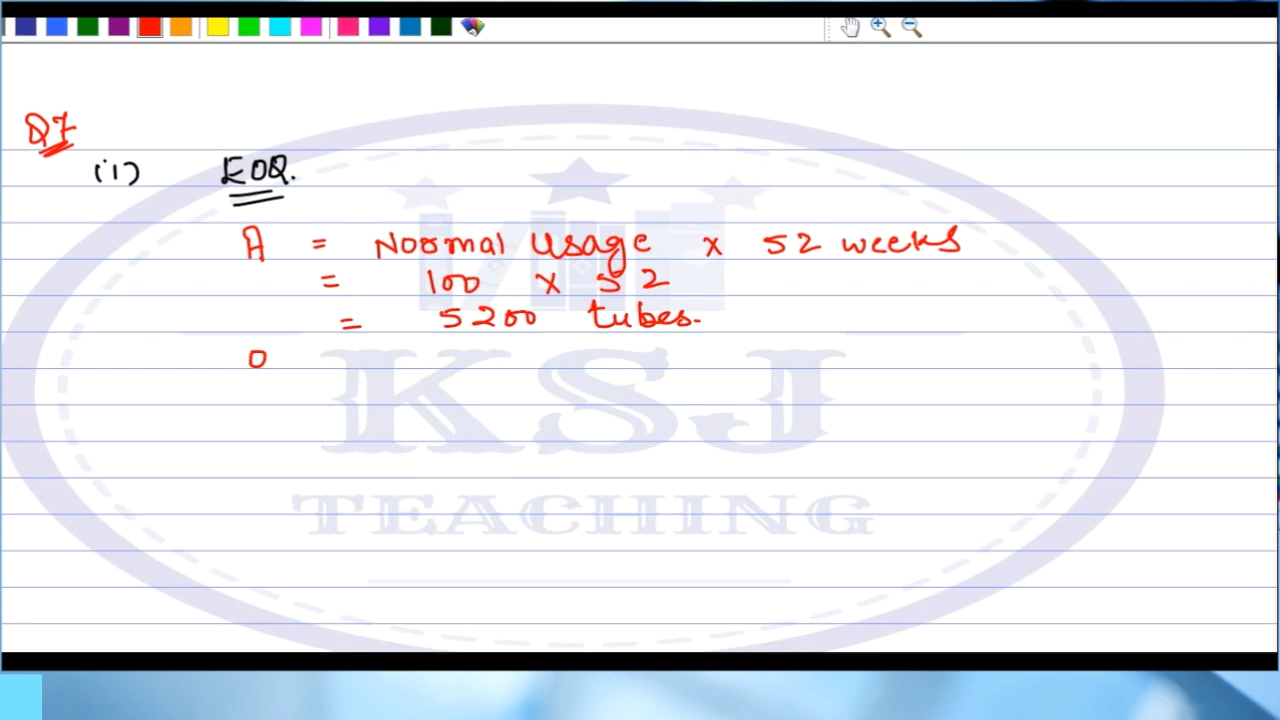 Q7
(i) EOQ.
A = Normal Usage x 52 weeks
= 100 x 52
= 5200 tubes.
O
KSJ
TEACHING